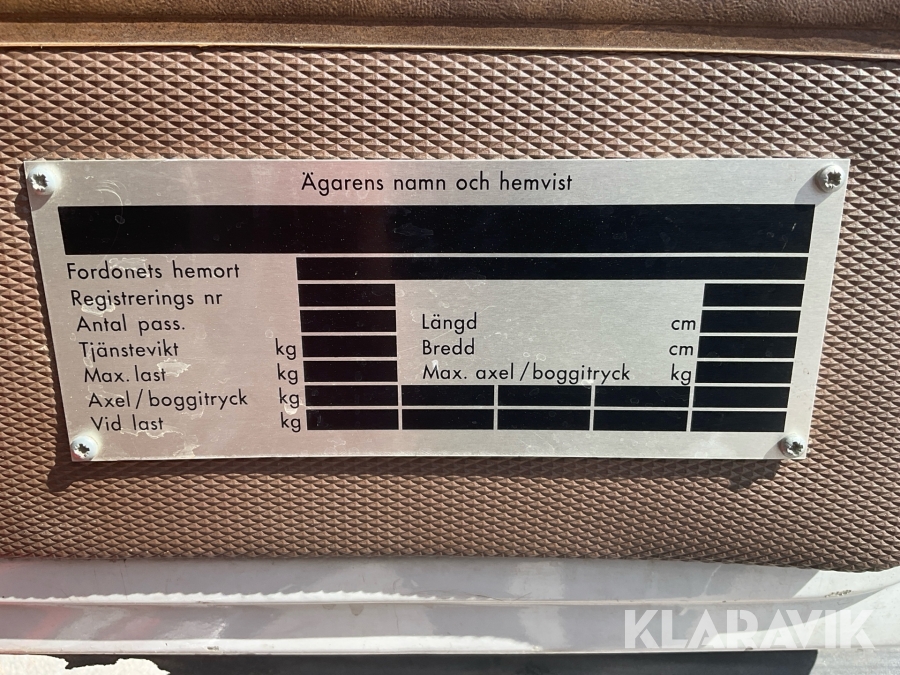 Ägarens namn och hemvist
Fordonets hemort
Registrerings nr
Antal pass. Längd cm
Tjänstevikt kg Bredd cm
Max. last kg Max. axel/boggitryck kg
Axel/boggitryck kg
Vid last kg
KLARAVIK